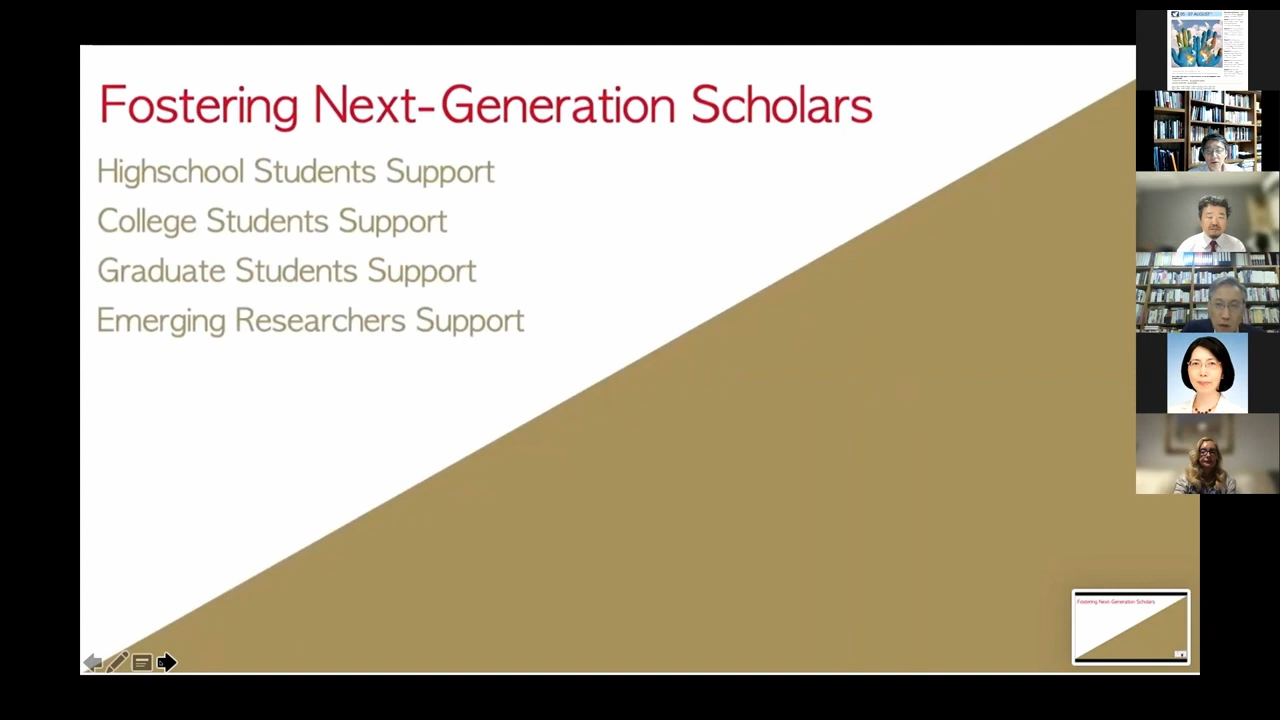 Fostering Next-Generation Scholars
Highschool Students Support
College Students Support
Graduate Students Support
Emerging Researchers Support
Fostering Next-Generation Scholars